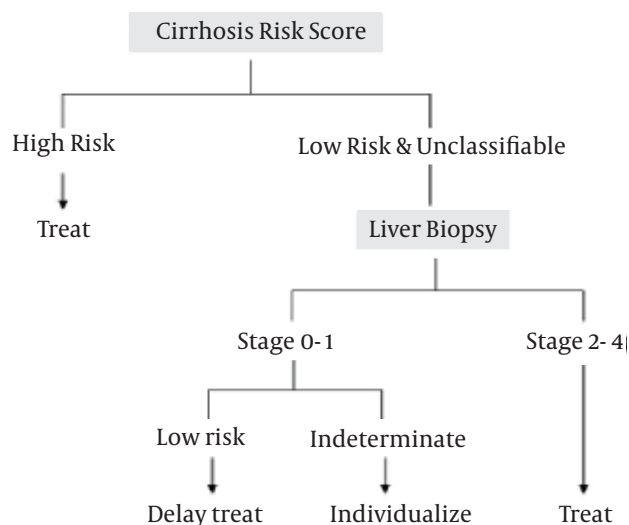 Cirrhosis Risk Score
High Risk
Low Risk & Unclassifiable
Treat
Liver Biopsy
Stage 0-1
Stage 2- 4
Low risk
Indeterminate
Delay treat
Individualize
Treat